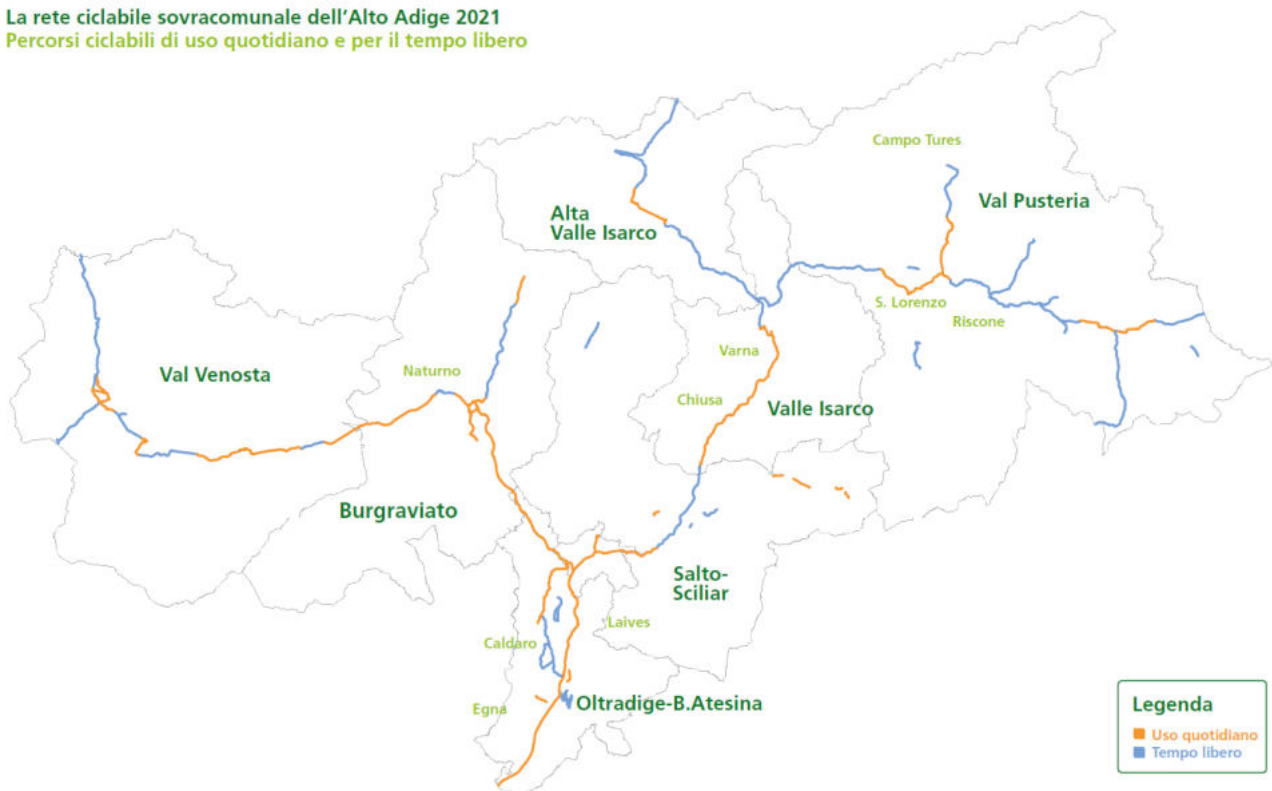 La rete ciclabile sovracomunale dell'Alto Adige 2021
Percorsi ciclabili di uso quotidiano e per il tempo libero
Campo Tures
Val Pusteria
Alta
Valle Isarco
S. Lorenzo
Riscone
Varna
Val Venosta
Naturno
Chiusa
Valle Isarco
Burgraviato
Salto-
Sciliar
Laives
Caldaro
Egna
Oltradige-B.Atesina
Legenda
Uso quotidiano
Tempo libero